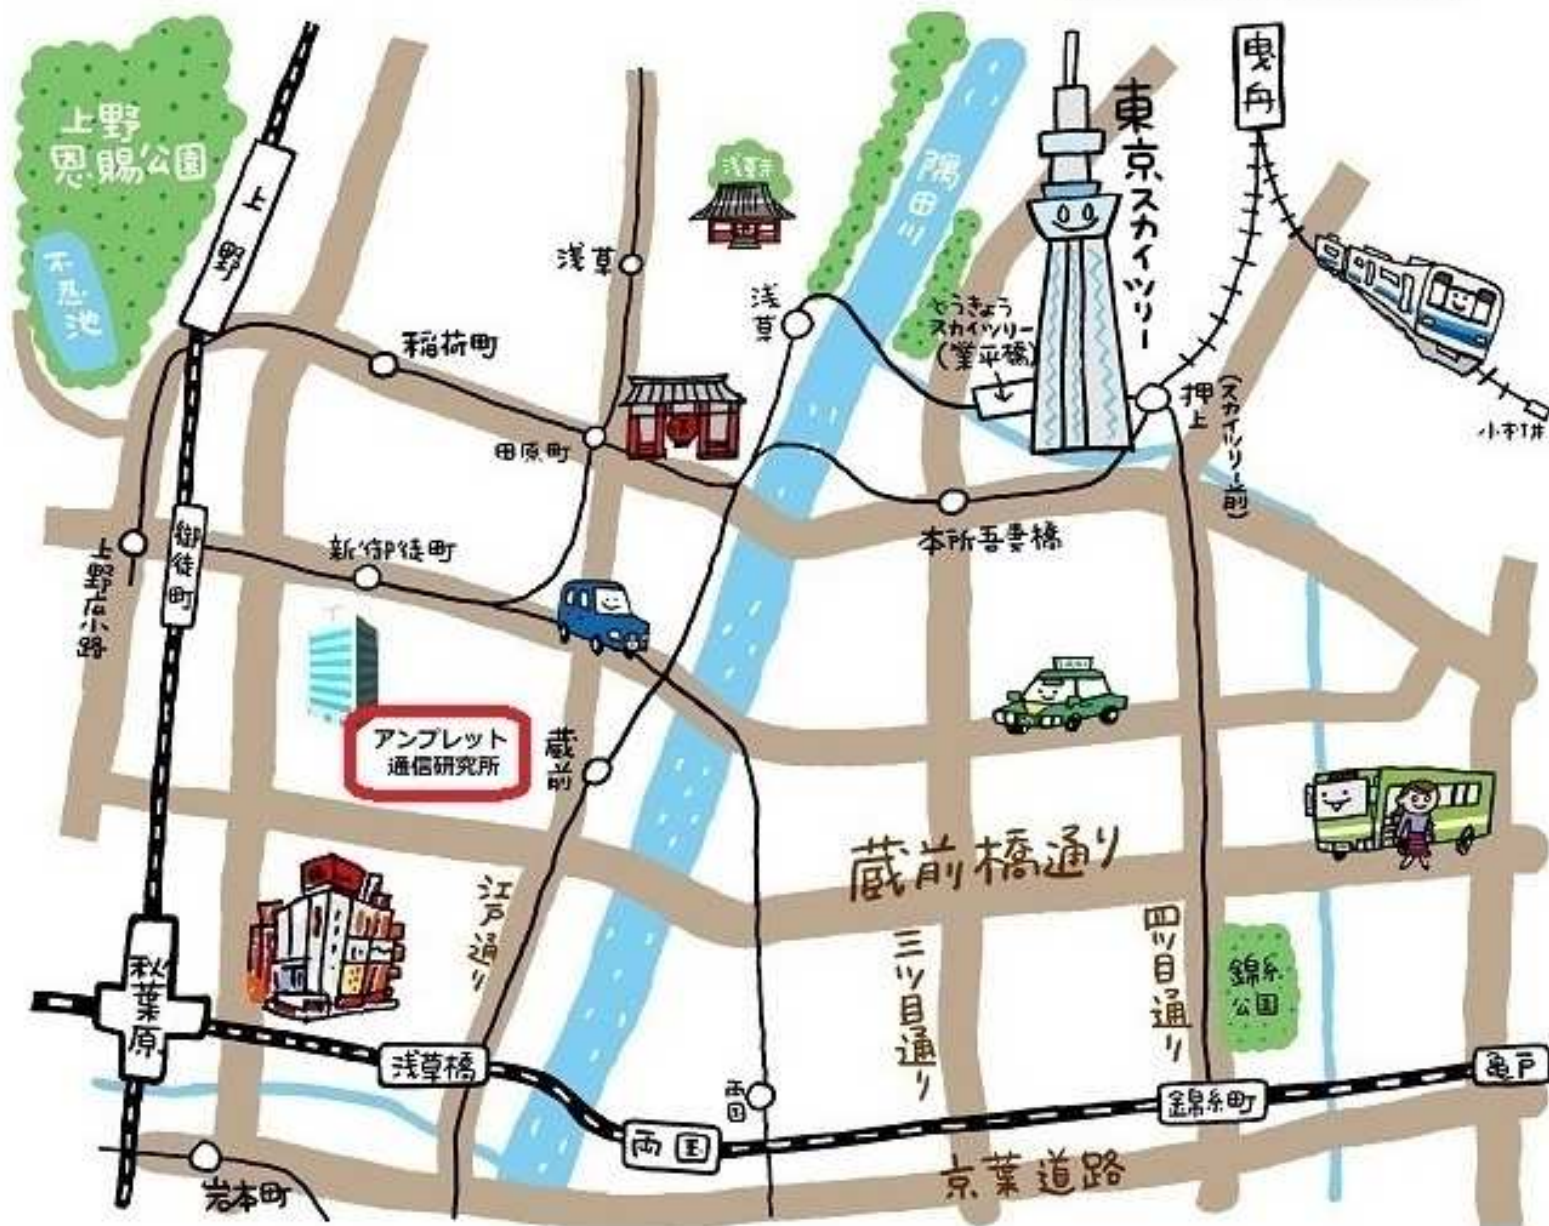 曳舟
上野
恩賜公園
東京スカイツリー
隅田川
浅草寺
上野
不忍池
浅草
浅草
とうきょう
スカイツリー
(業平橋)
稲荷町
押上
(スカイツリー前)
小村井
田原町
御徒町
新御徒町
本所吾妻橋
上野広小路
アンプレット
通信研究所
蔵前
蔵前橋通り
江戸通り
三ツ目通り
四ツ目通り
錦糸
公園
秋葉原
浅草橋
両国
錦糸町
亀戸
両国
京葉道路
岩本町